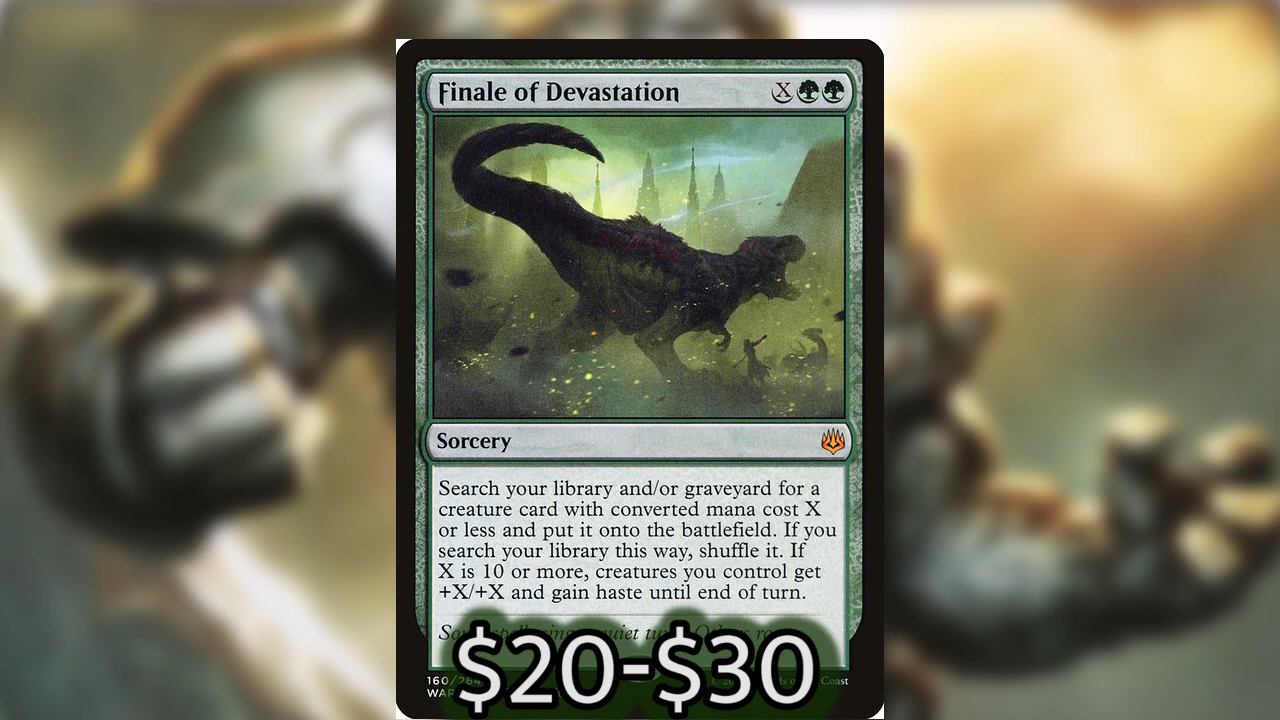 Finale of Devastation X
Sorcery
Search your library and/or graveyard for a
creature card with converted mana cost X
or less and put it onto the battlefield. If you
search your library this way, shuffle it. If
X is 10 or more, creatures you control get
+X/+X and gain haste until end of turn.
$20-$30
160/264
WAR
Coast